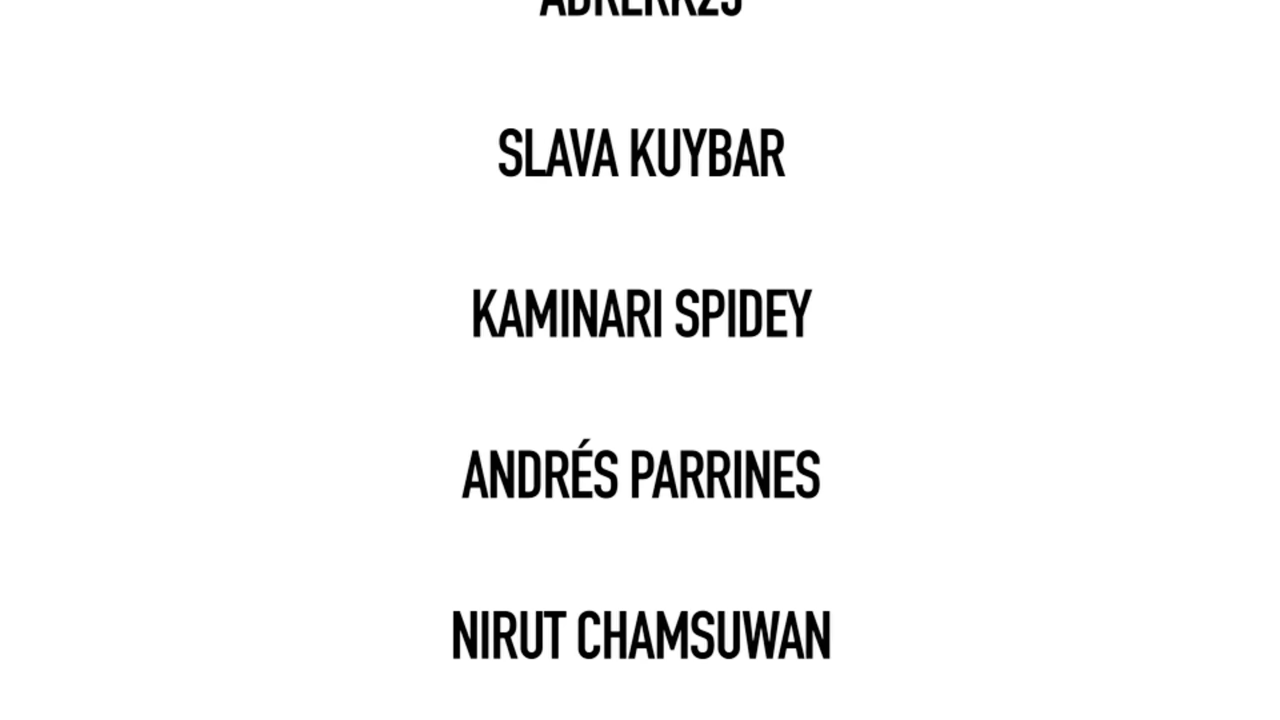 SLAVA KUYBAR
KAMINARI SPIDEY
ANDRÉS PARRINES
NIRUT CHAMSUWAN